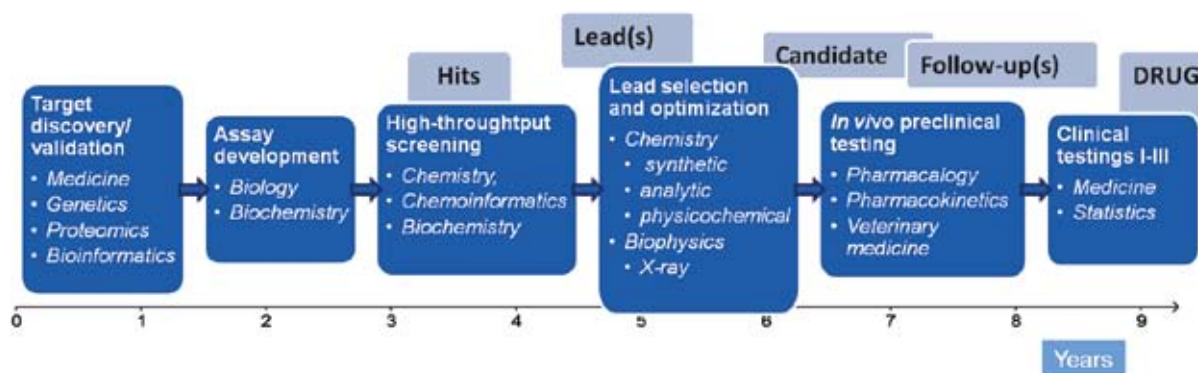 Hits
Lead(s)
Candidate
Follow-up(s)
DRUG
Target
discovery/
validation
• Medicine
• Genetics
• Proteomics
• Bioinformatics
Assay
development
• Biology
• Biochemistry
High-throughtput
screening
• Chemistry,
• Chemoinformatics
• Biochemistry
Lead selection
and optimization
• Chemistry
• synthetic
• analytic
• physicochemical
• Biophysics
• X-ray
In vivo preclinical
testing
• Pharmacalogy
• Pharmacokinetics
• Veterinary
medicine
Clinical
testings I-III
• Medicine
• Statistics
0 1 2 3 4 5 6 7 8 9
Years